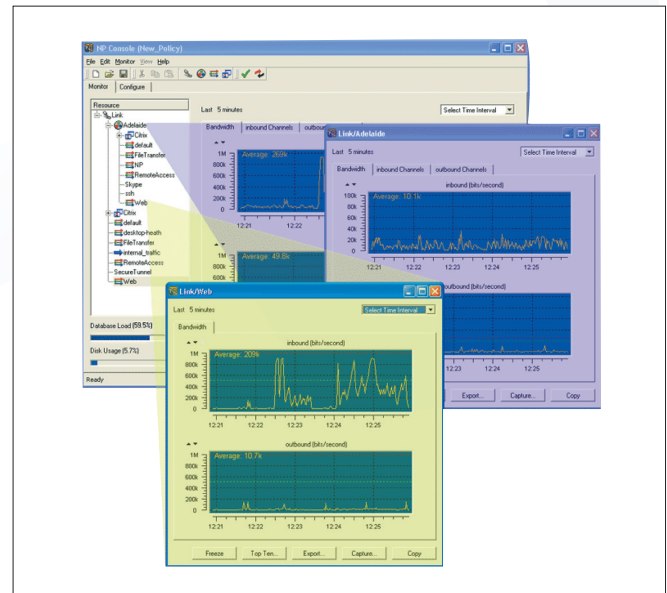 NP Console (New_Policy)
File Edit Monitor View Help
Monitor Configure
Resource
Link
Adelaide
Citrix
default
FileTransfer
NP
RemoteAccess
Skype
ssh
Web
Citrix
default
desktop-heath
FileTransfer
internal_traffic
RemoteAccess
SecureTunnel
Web
Database Load (59.5%)
Disk Usage (5.7%)
Ready
Last 5 minutes
Select Time Interval
Bandwidth inbound Channels
1M
800k
600k
400k
200k
0
Average: 269k
12:21 12:22
1M
800k
600k
Average: 49.8k
Link/Adelaide
Last 5 minutes
Select Time Interval
Bandwidth inbound Channels outbound Channels
inbound (bits/second)
100k
80k
60k
40k
20k
0
Average: 10.1k
12:21 12:22 12:23 12:24 12:25
outbound (bits/second)
12:23 12:24 12:25
Export... Capture... Copy
Link/Web
Last 5 minutes
Select Time Interval
Bandwidth
inbound (bits/second)
1M
800k
600k
400k
200k
0
Average: 209k
12:21 12:22 12:23 12:24 12:25
outbound (bits/second)
1M
800k
600k
400k
200k
0
Average: 10.7k
12:21 12:22 12:23 12:24 12:25
Freeze Top Ten... Export... Capture... Copy